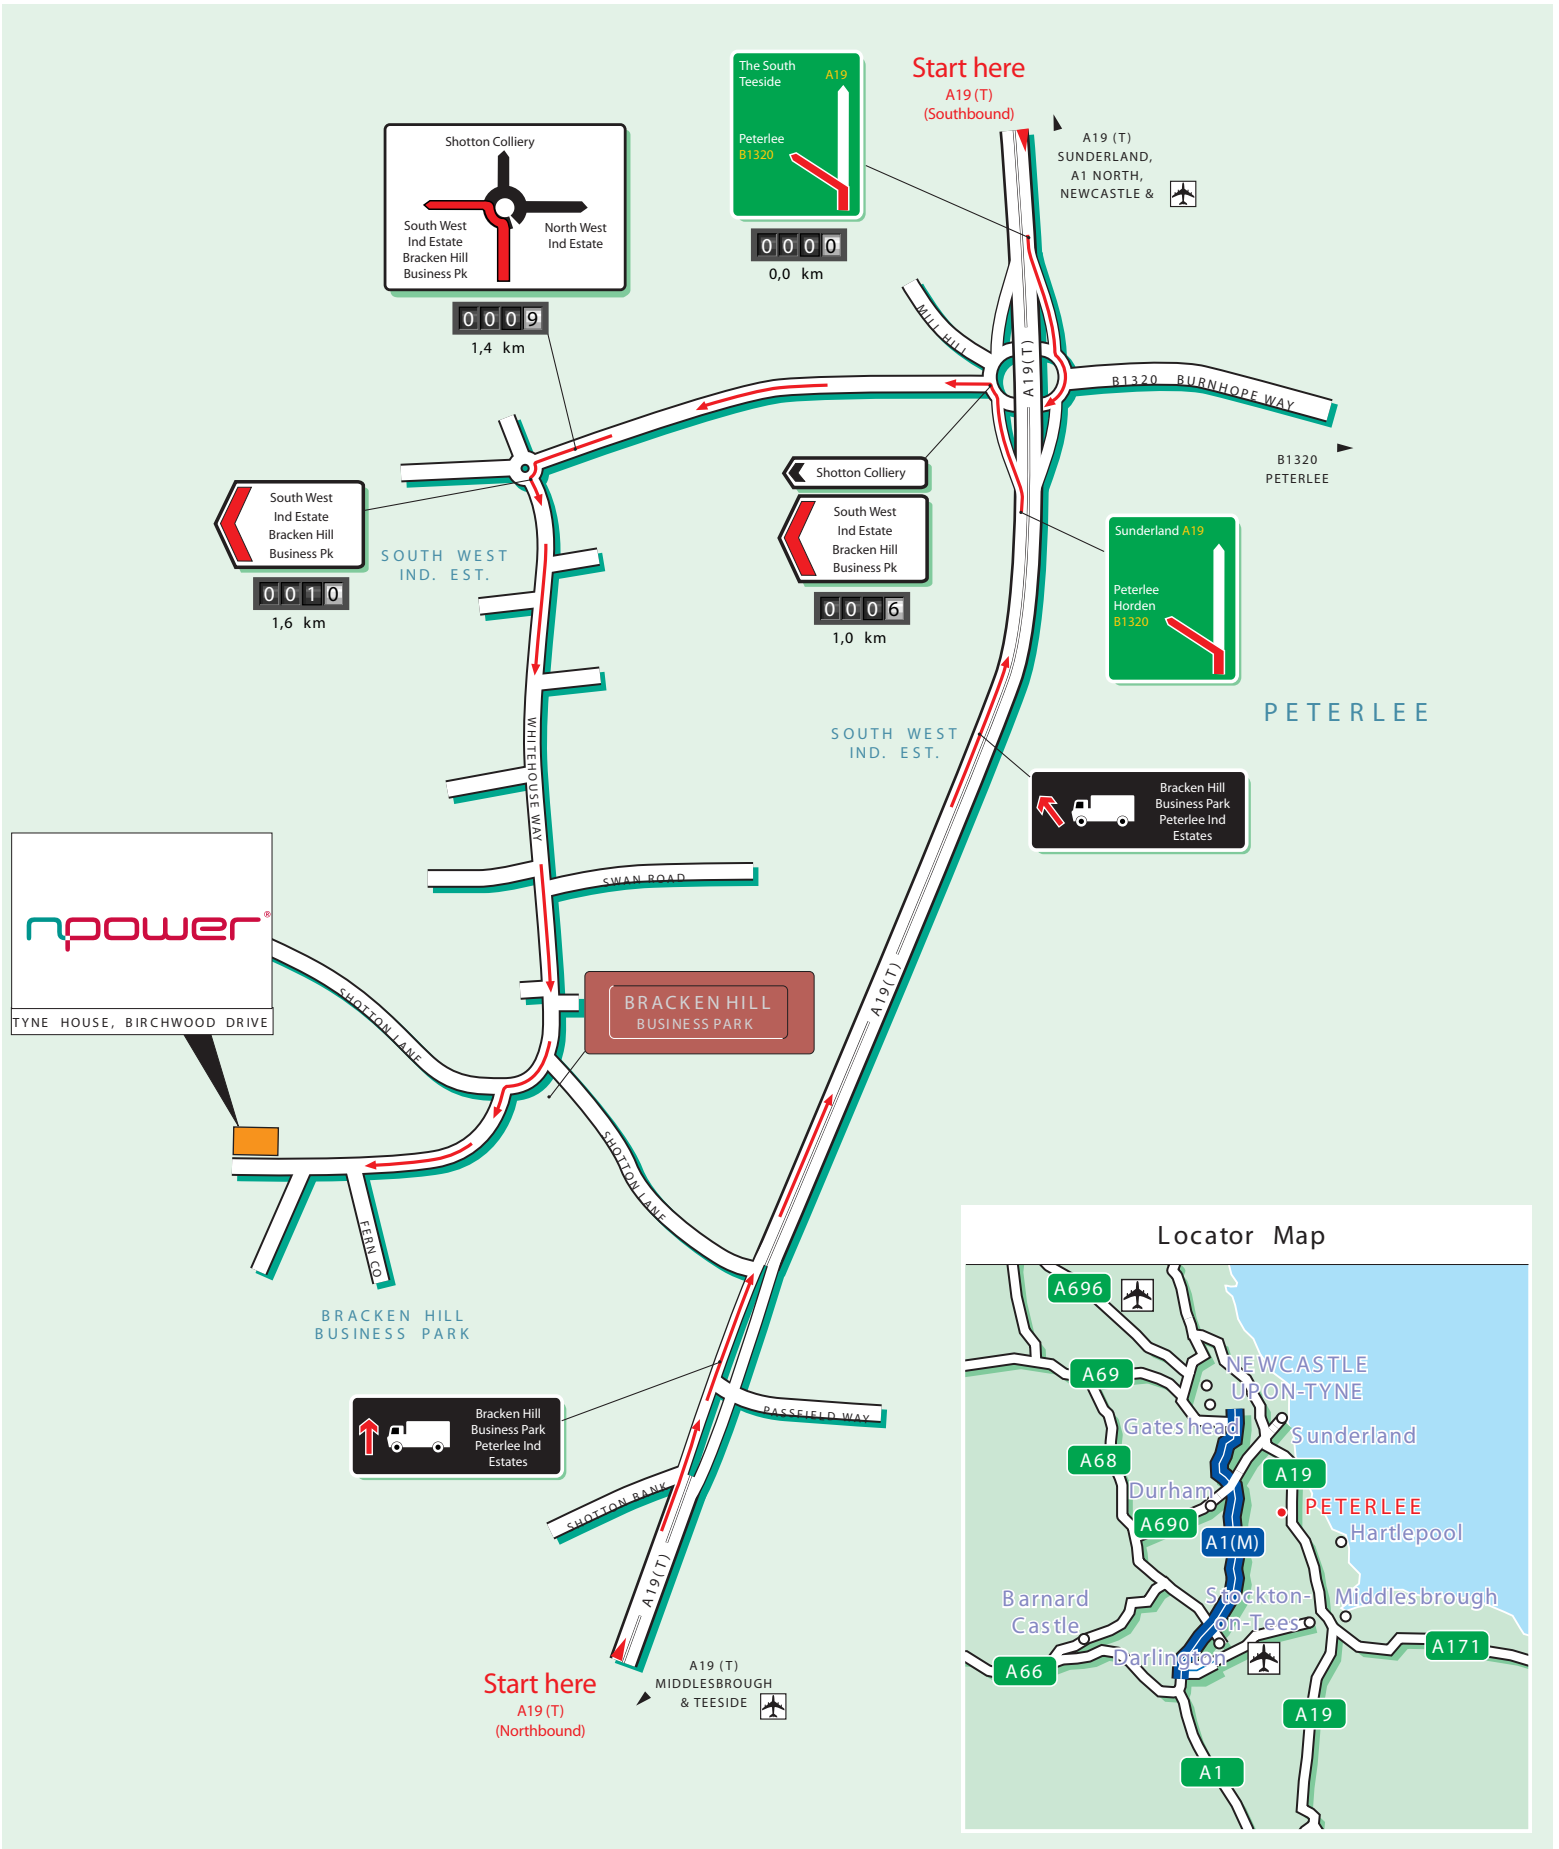 The South
Teeside
A19
Peterlee
B1320
0000
0,0 km
Start here
A19 (T)
(Southbound)
A19 (T)
SUNDERLAND,
A1 NORTH,
NEWCASTLE &
Shotton Colliery
South West
Ind Estate
Bracken Hill
Business Pk
North West
Ind Estate
0009
1,4 km
MILL HILL
A19(T)
B1320 BURNHOPE WAY
B1320
PETERLEE
Shotton Colliery
South West
Ind Estate
Bracken Hill
Business Pk
0006
1,0 km
South West
Ind Estate
Bracken Hill
Business Pk
0010
1,6 km
SOUTH WEST
IND. EST.
Sunderland A19
Peterlee
Horden
B1320
PETERLEE
SOUTH WEST
IND. EST.
WHITEHOUSE WAY
Bracken Hill
Business Park
Peterlee Ind
Estates
SWAN ROAD
npower®
TYNE HOUSE, BIRCHWOOD DRIVE
SHOTTON LANE
BRACKEN HILL
BUSINESS PARK
A19(T)
SHOTTON LANE
FERN CO
BRACKEN HILL
BUSINESS PARK
Bracken Hill
Business Park
Peterlee Ind
Estates
PASSFIELD WAY
SHOTTON BANK
A19(T)
Start here
A19 (T)
(Northbound)
A19 (T)
MIDDLESBROUGH
& TEESIDE
Locator Map
A696
A69
NEWCASTLE
UPON-TYNE
Gateshead
Sunderland
A68
A19
Durham
PETERLEE
A690
A1(M)
Hartlepool
Barnard
Castle
Stockton-
on-Tees
Middlesbrough
Darlington
A66
A171
A19
A1